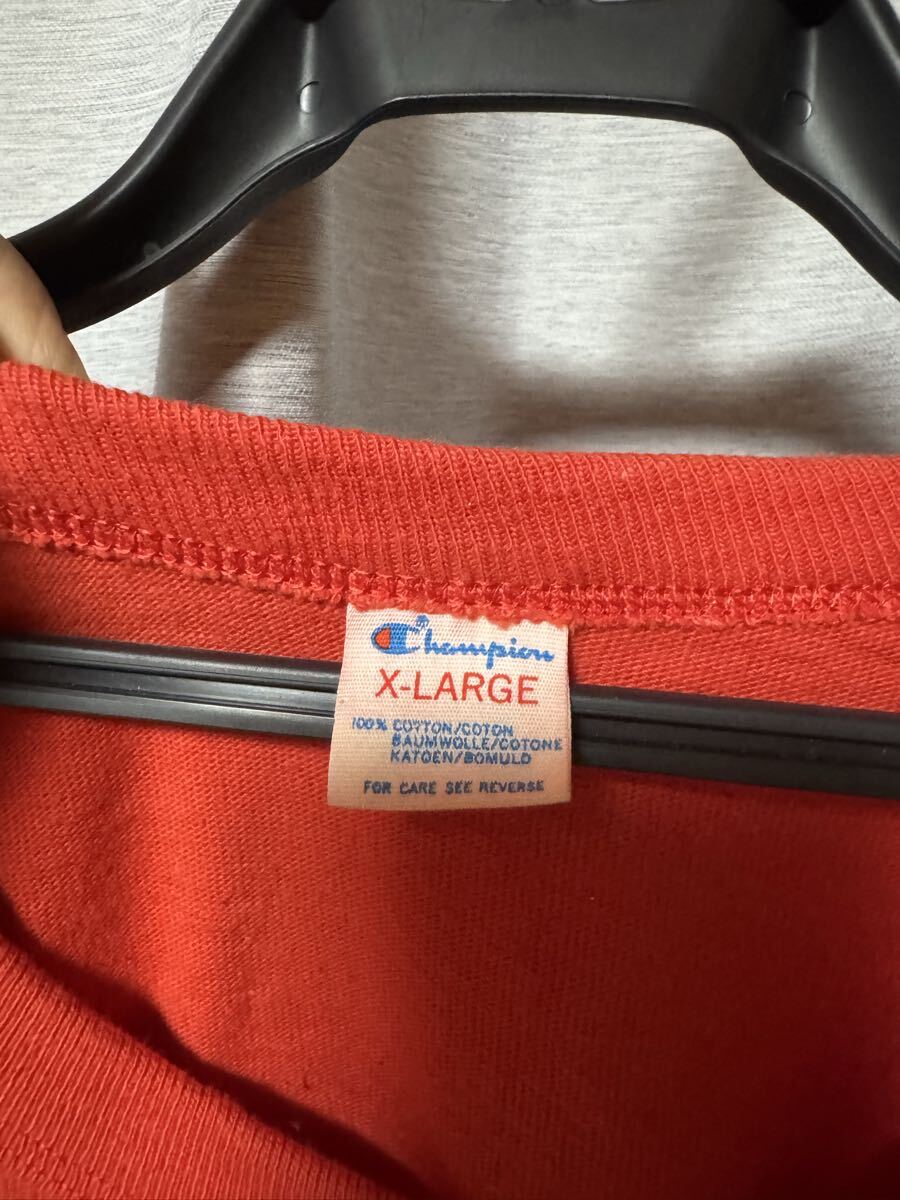 Champion
X-LARGE
100% COTTON/COTON
BAUMWOLLE/COTONE
KATOEN/BOMULD
FOR CARE SEE REVERSE